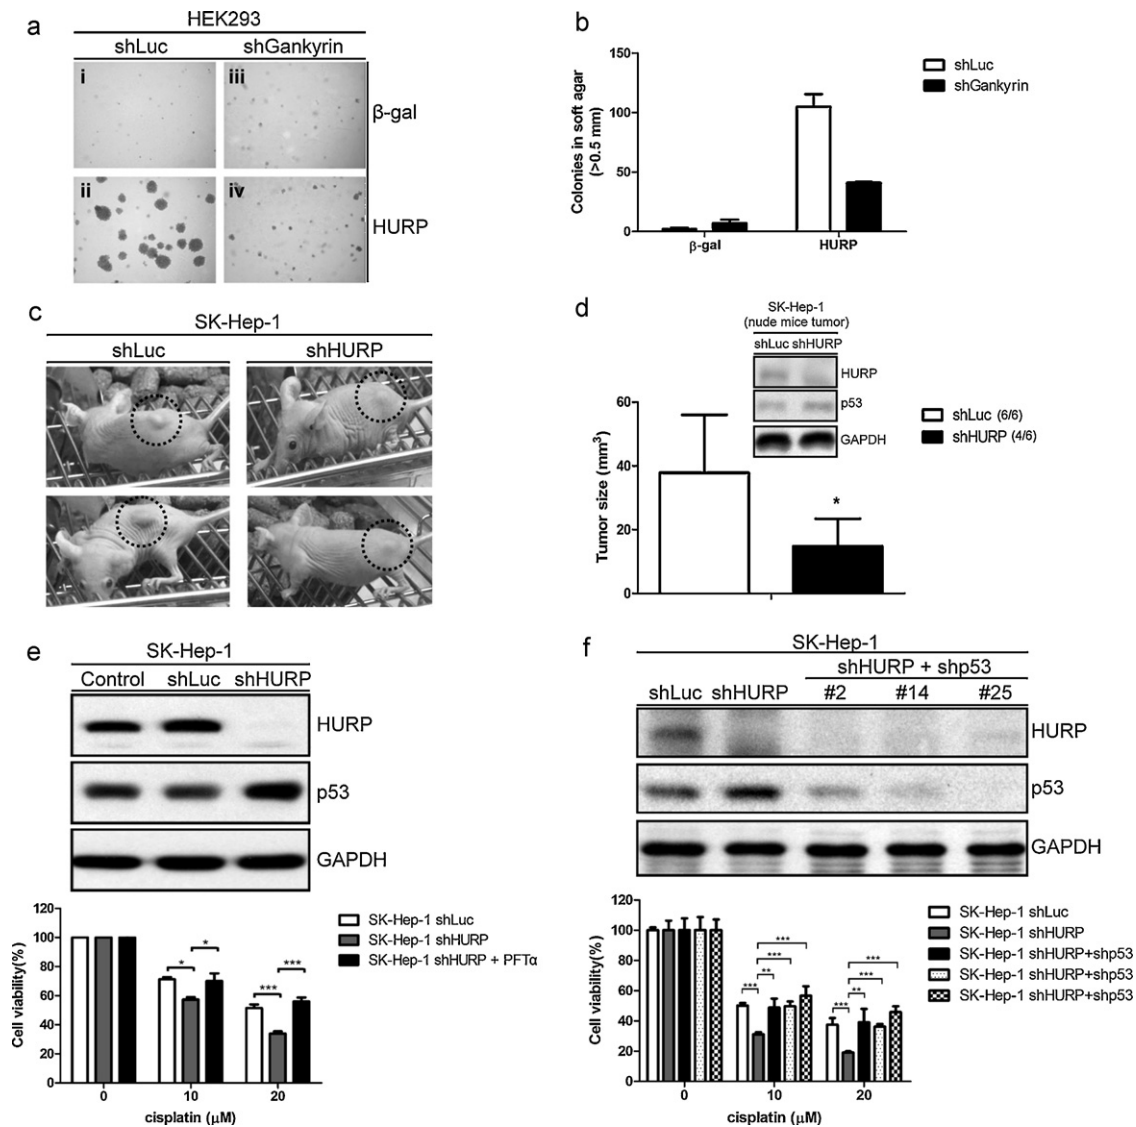 a
HEK293
shLuc shGankyrin
i iii
β-gal
ii iv
HURP
b
150
100
50
0
Colonies in soft agar
(>0.5 mm)
β-gal HURP
shLuc
shGankyrin
c
SK-Hep-1
shLuc shHURP
d
SK-Hep-1
(nude mice tumor)
shLuc shHURP
HURP
p53
GAPDH
60
40
20
0
Tumor size (mm³)
*
shLuc (6/6)
shHURP (4/6)
e
SK-Hep-1
Control shLuc shHURP
HURP
p53
GAPDH
120
100
80
60
40
20
0
Cell viability(%)
* *
*** ***
0 10 20
cisplatin (μM)
SK-Hep-1 shLuc
SK-Hep-1 shHURP
SK-Hep-1 shHURP + PFTα
f
SK-Hep-1
shHURP + shp53
shLuc shHURP #2 #14 #25
HURP
p53
GAPDH
120
100
80
60
40
20
0
Cell viability(%)
***
***
*** **
***
***
*** **
0 10 20
cisplatin (μM)
SK-Hep-1 shLuc
SK-Hep-1 shHURP
SK-Hep-1 shHURP+shp53
SK-Hep-1 shHURP+shp53
SK-Hep-1 shHURP+shp53